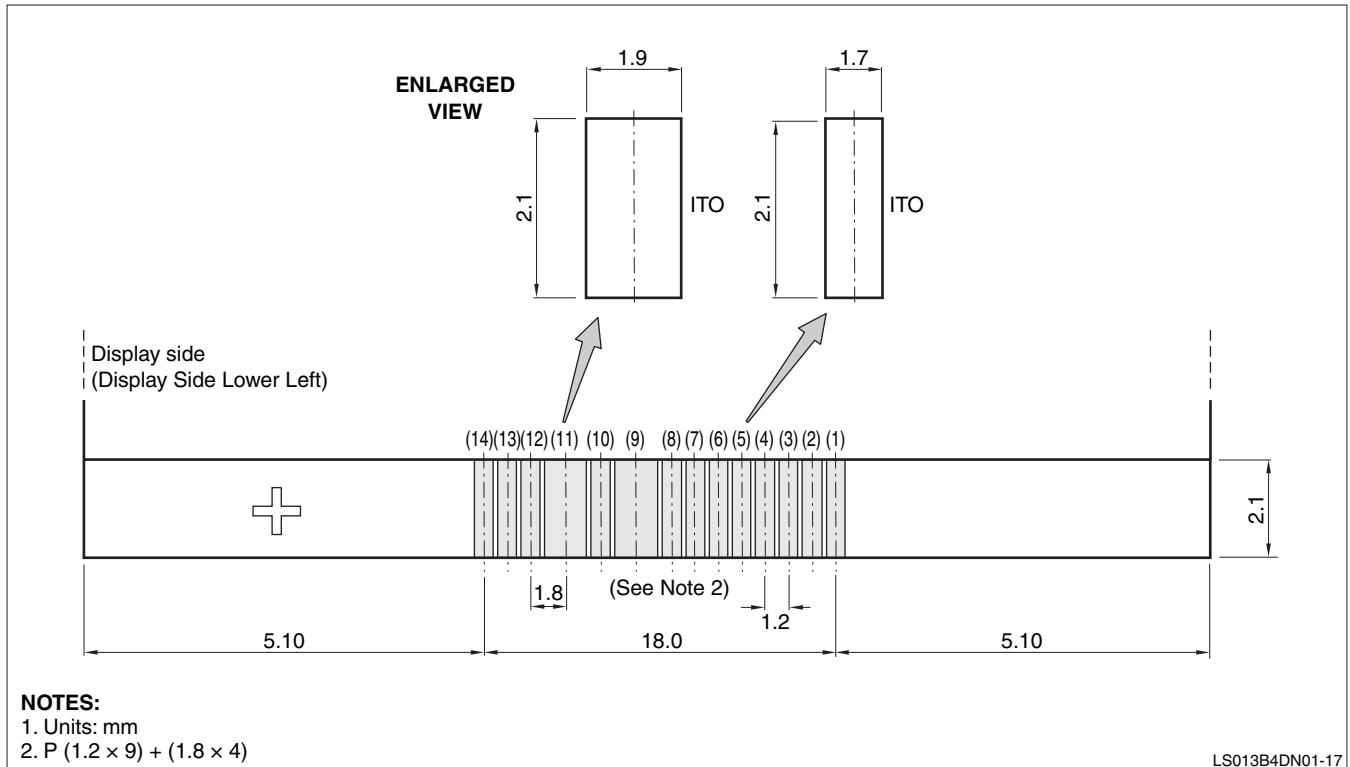 1.9
1.7
ENLARGED
VIEW
2.1
ITO
2.1
ITO
Display side
(Display Side Lower Left)
(14)(13)(12)(11) (10) (9) (8) (7) (6) (5) (4) (3) (2) (1)
2.1
1.8
(See Note 2)
1.2
5.10
18.0
5.10
NOTES:
1. Units: mm
2. P (1.2 × 9) + (1.8 × 4)
LS013B4DN01-17